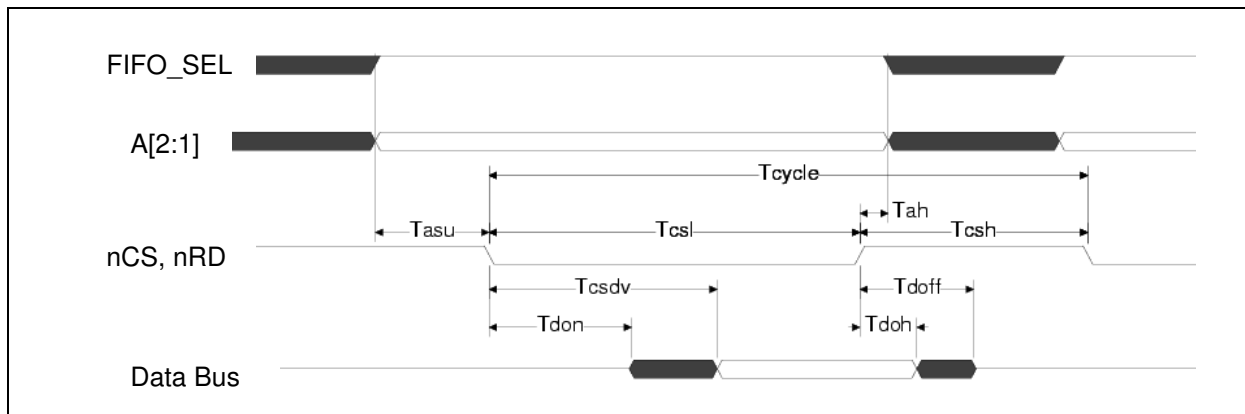 FIFO_SEL
A[2:1]
Tcycle
Tah
Tasu
Tcsl
Tcsh
nCS, nRD
Tcsdv
Tdoff
Tdon
Tdoh
Data Bus